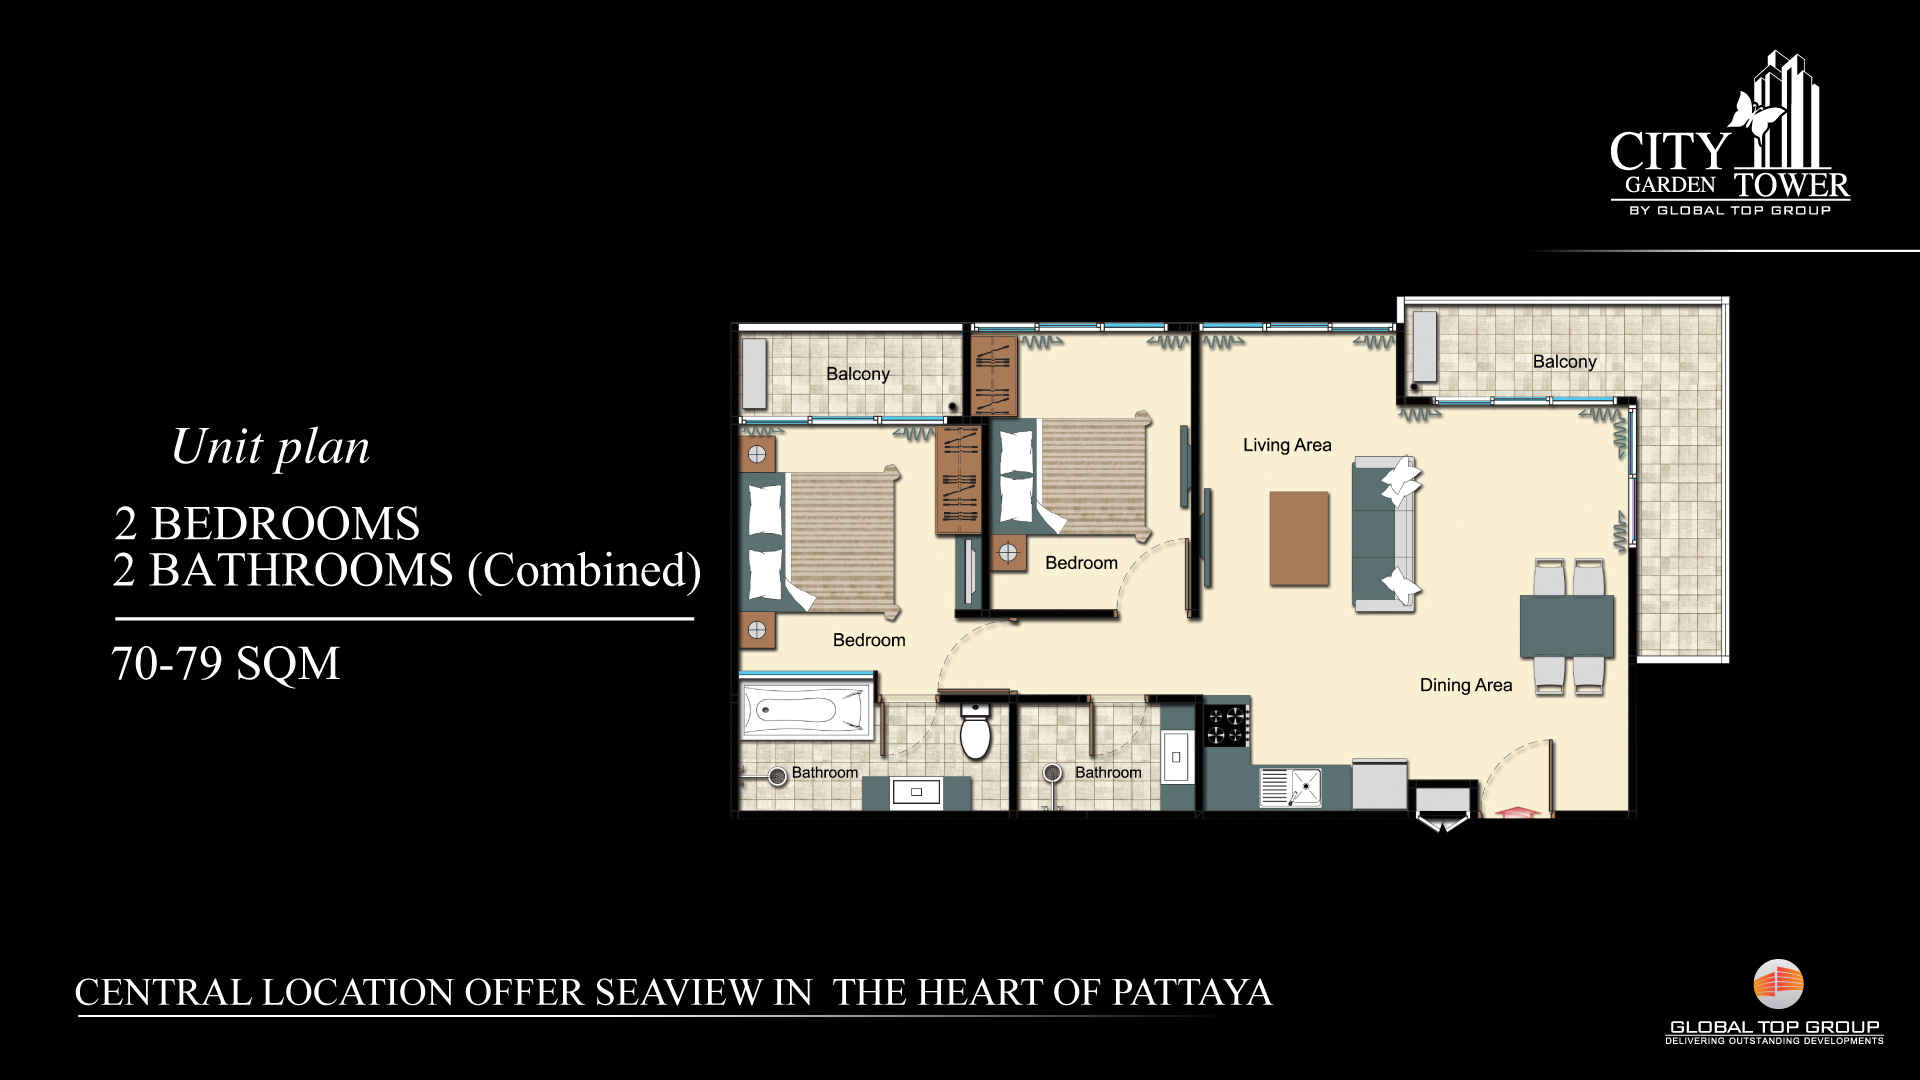 CITY
GARDEN TOWER
BY GLOBAL TOP GROUP
Unit plan
2 BEDROOMS
2 BATHROOMS (Combined)
70-79 SQM
Balcony
Balcony
Living Area
Bedroom
Bedroom
Dining Area
Bathroom
Bathroom
CENTRAL LOCATION OFFER SEAVIEW IN THE HEART OF PATTAYA
GLOBAL TOP GROUP
DELIVERING OUTSTANDING DEVELOPMENTS